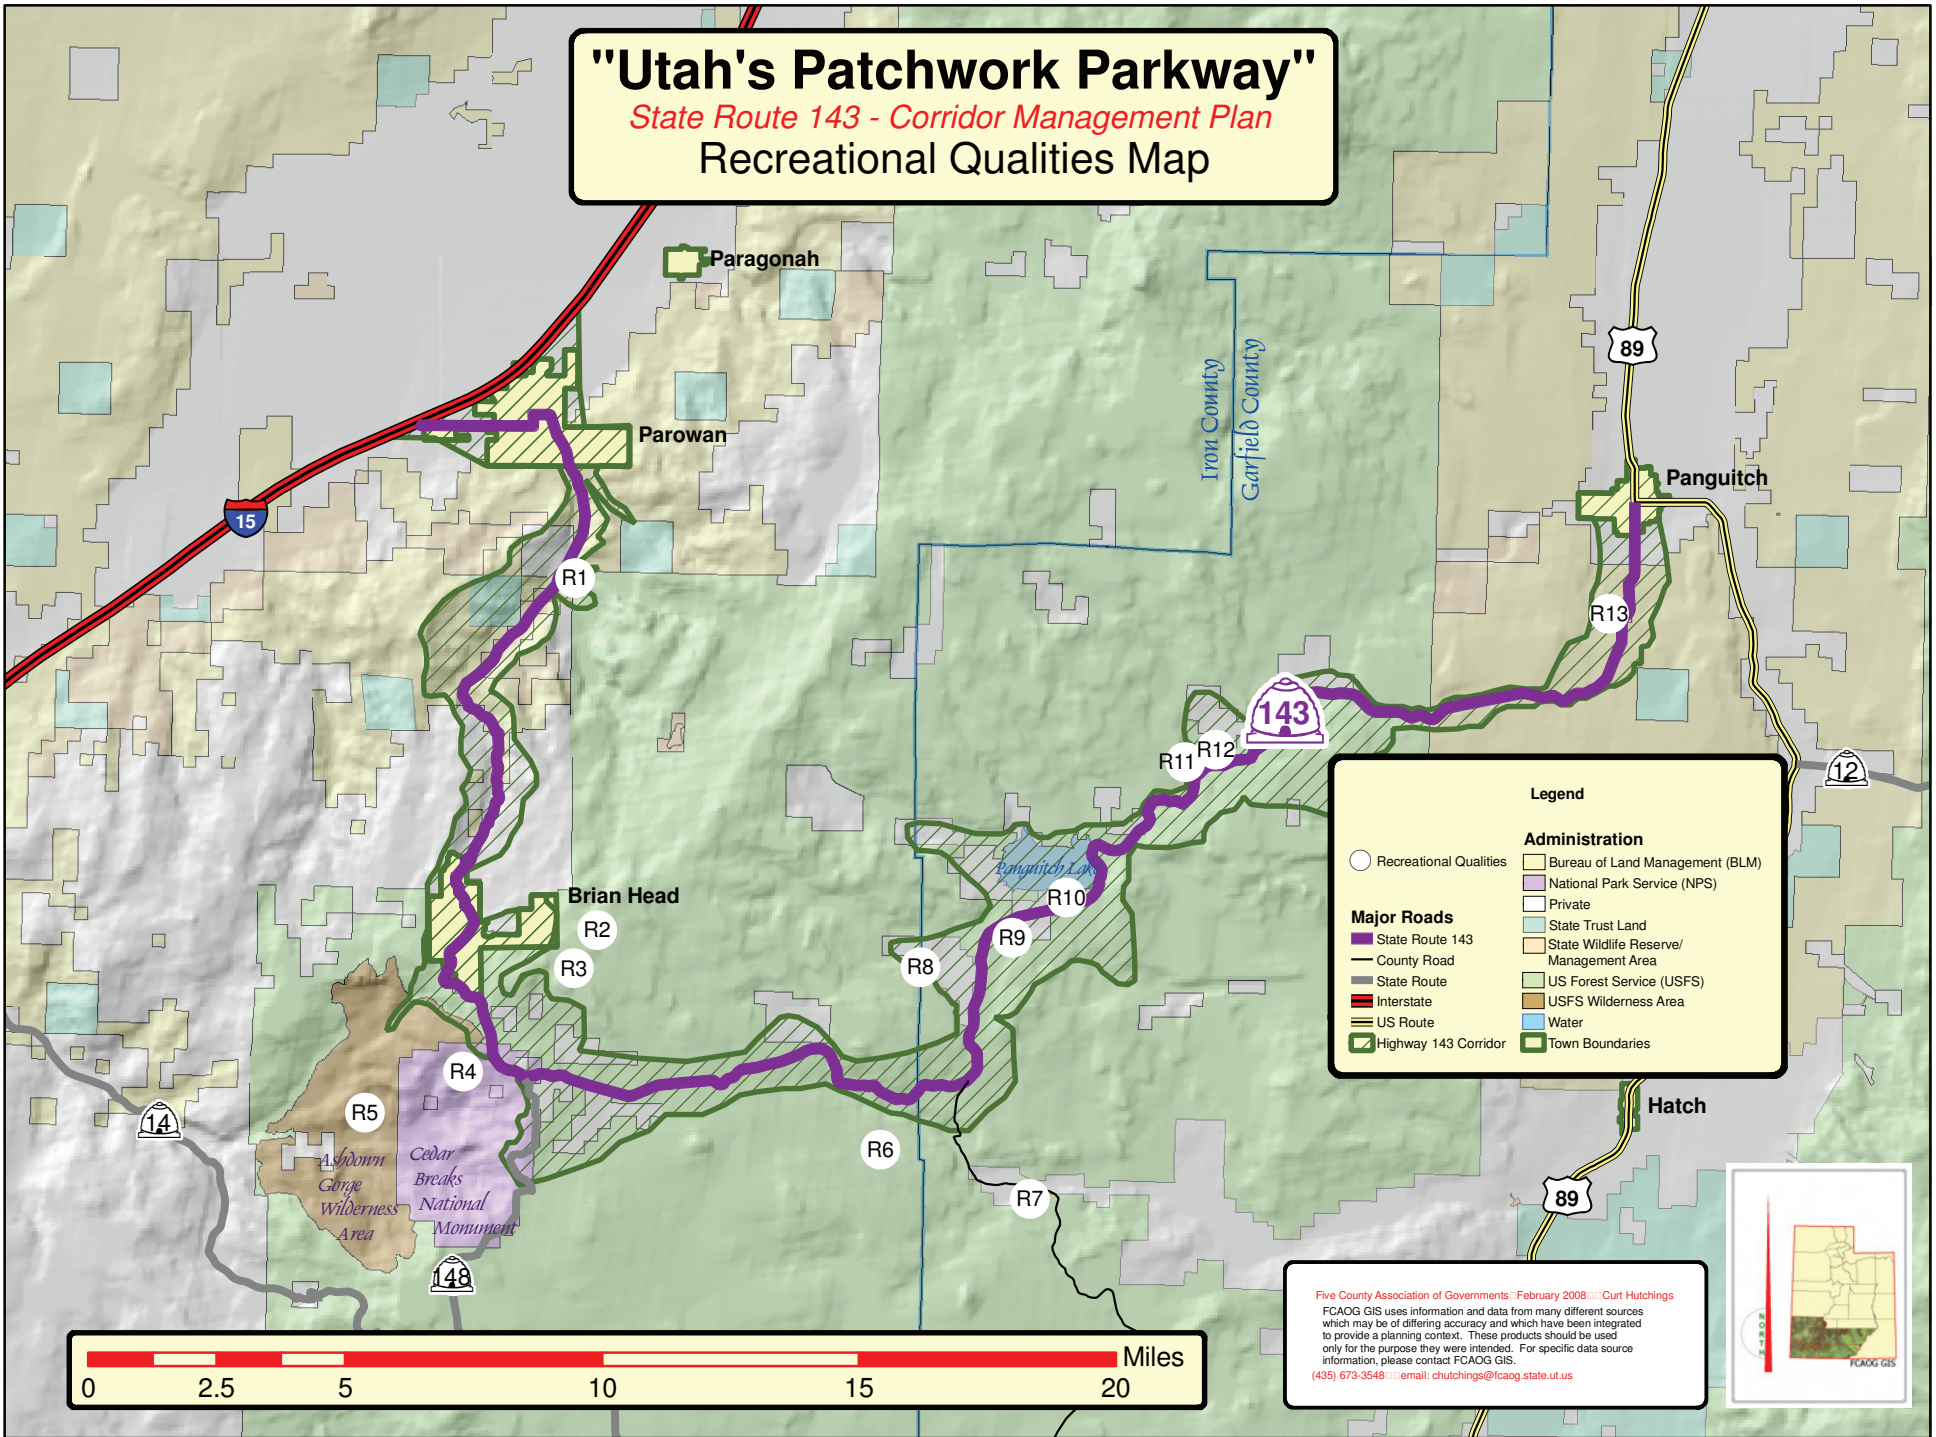 "Utah's Patchwork Parkway"
State Route 143 - Corridor Management Plan
Recreational Qualities Map
Paragonah
Parowan
15
Iron County
Garfield County
89
Panguitch
R1
R13
143
R11
R12
12
Panguitch Lake
R10
R9
R8
Brian Head
R2
R3
R4
R5
14
Ashdown
Gorge
Wilderness
Area
Cedar
Breaks
National
Monument
148
R6
R7
Hatch
89
Legend
Recreational Qualities
Major Roads
State Route 143
County Road
State Route
Interstate
US Route
Highway 143 Corridor
Administration
Bureau of Land Management (BLM)
National Park Service (NPS)
Private
State Trust Land
State Wildlife Reserve/
Management Area
US Forest Service (USFS)
USFS Wilderness Area
Water
Town Boundaries
0 2.5 5 10 15 20 Miles
Five County Association of Governments□February 2008□□Curt Hutchings
FCAOG GIS uses information and data from many different sources
which may be of differing accuracy and which have been integrated
to provide a planning context. These products should be used
only for the purpose they were intended. For specific data source
information, please contact FCAOG GIS.
(435) 673-3548□□email: chutchings@fcaog.state.ut.us
NORTH
FCAOG GIS